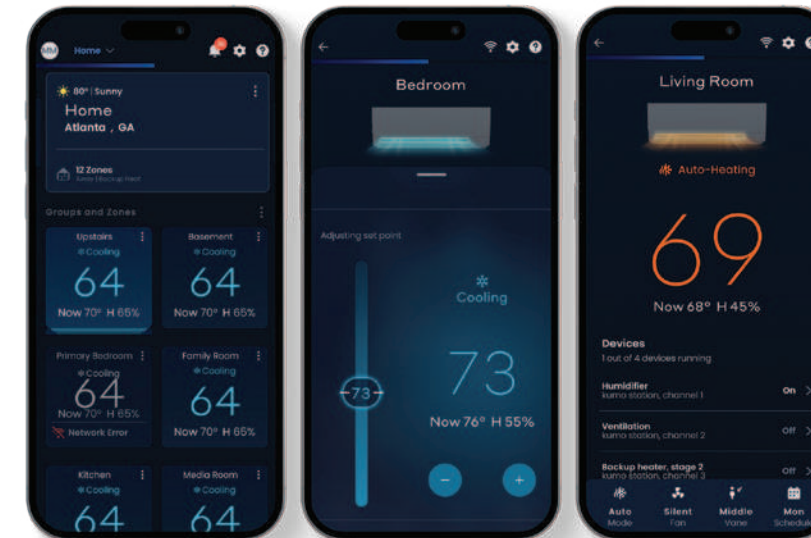 MM
Home
80° | Sunny
Home
Atlanta , GA
12 Zones
Groups and Zones
Upstairs
Cooling
64
Now 70° H 65%
Basement
Cooling
64
Now 70° H 65%
Primary Bedroom
Cooling
64
Now 70° H 65%
Network Error
Family Room
Cooling
64
Now 70° H 65%
Kitchen
Cooling
64
Media Room
Cooling
64
Bedroom
Adjusting set point
73
Cooling
73
Now 76° H 55%
Living Room
Auto-Heating
69
Now 68° H 45%
Devices
1 out of 4 devices running
Humidifier
kumo station, channel 1
On
Ventilation
kumo station, channel 2
Off
Backup heater, stage 2
kumo station, channel 3
Off
Auto
Mode
Silent
Fan
Middle
Vane
Mon
Schedule